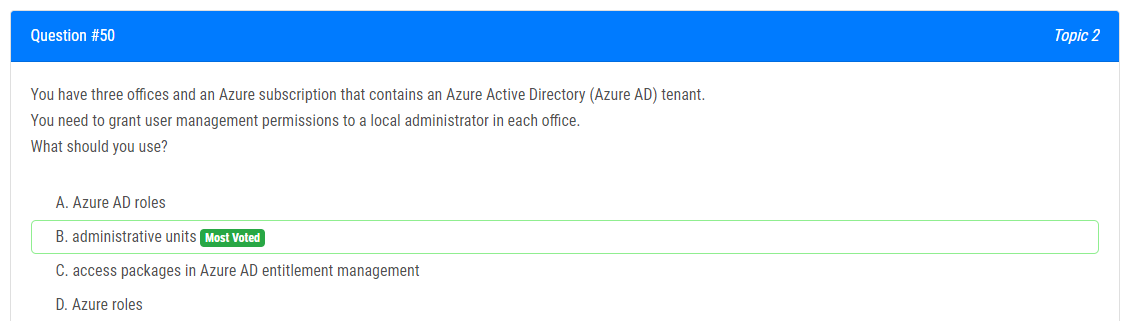 Question #50 Topic 2
You have three offices and an Azure subscription that contains an Azure Active Directory (Azure AD) tenant.
You need to grant user management permissions to a local administrator in each office.
What should you use?
A. Azure AD roles
B. administrative units Most Voted
C. access packages in Azure AD entitlement management
D. Azure roles